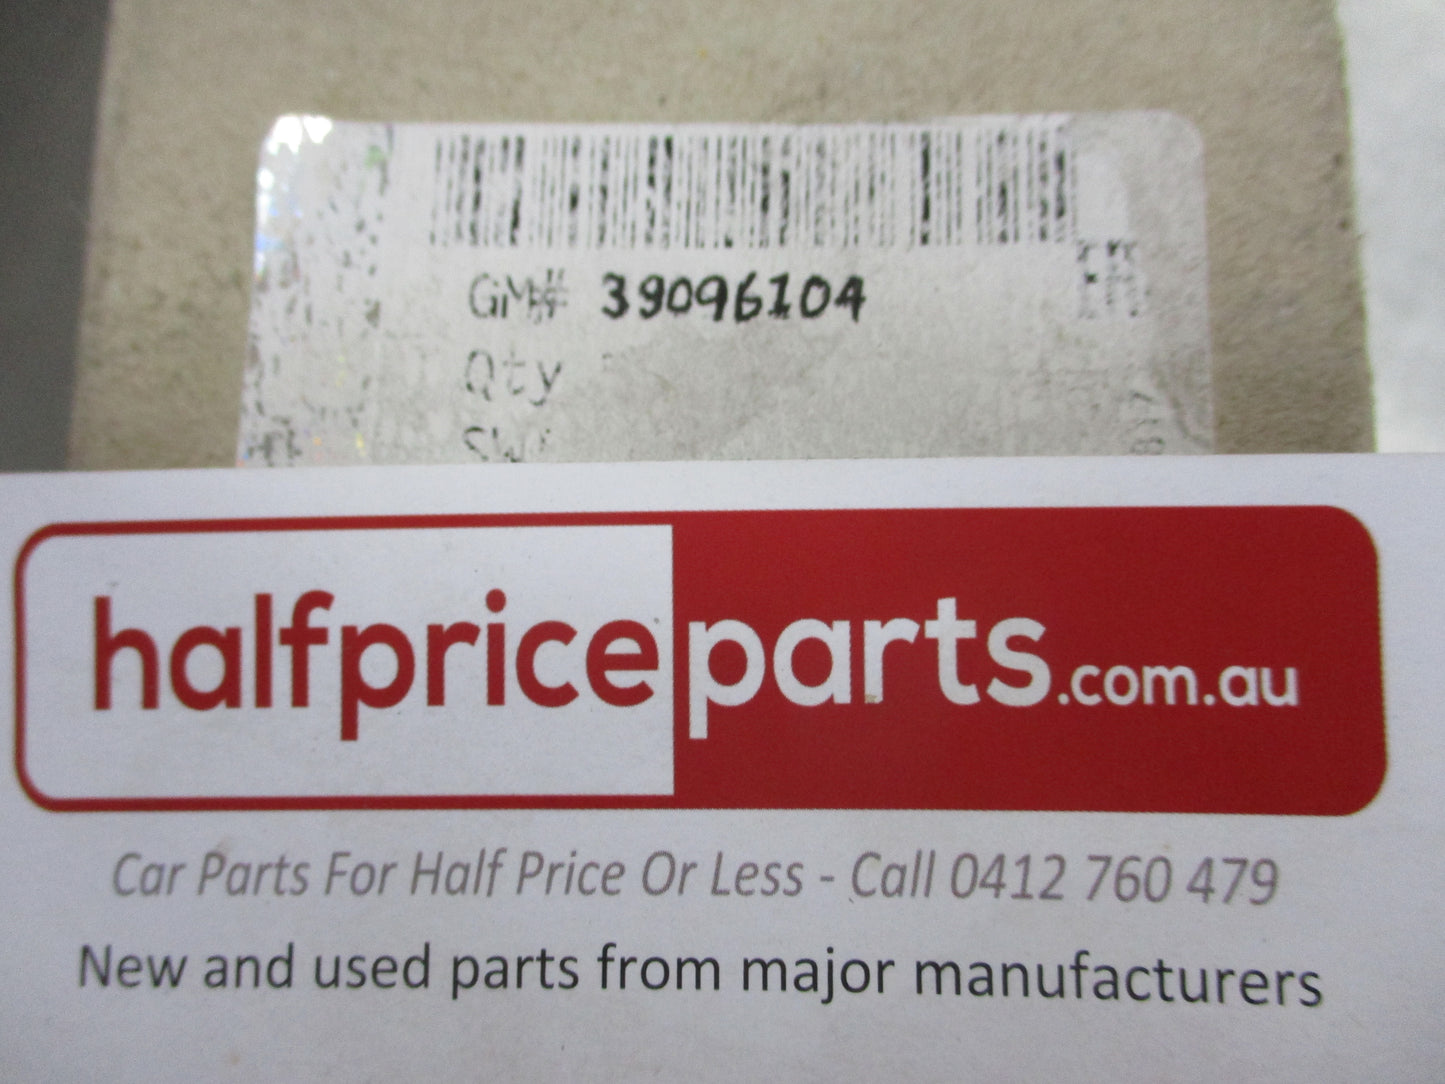 GM# 39096104
Qty
halfpriceparts.com.au
Car Parts For Half Price Or Less - Call 0412 760 479
New and used parts from major manufacturers